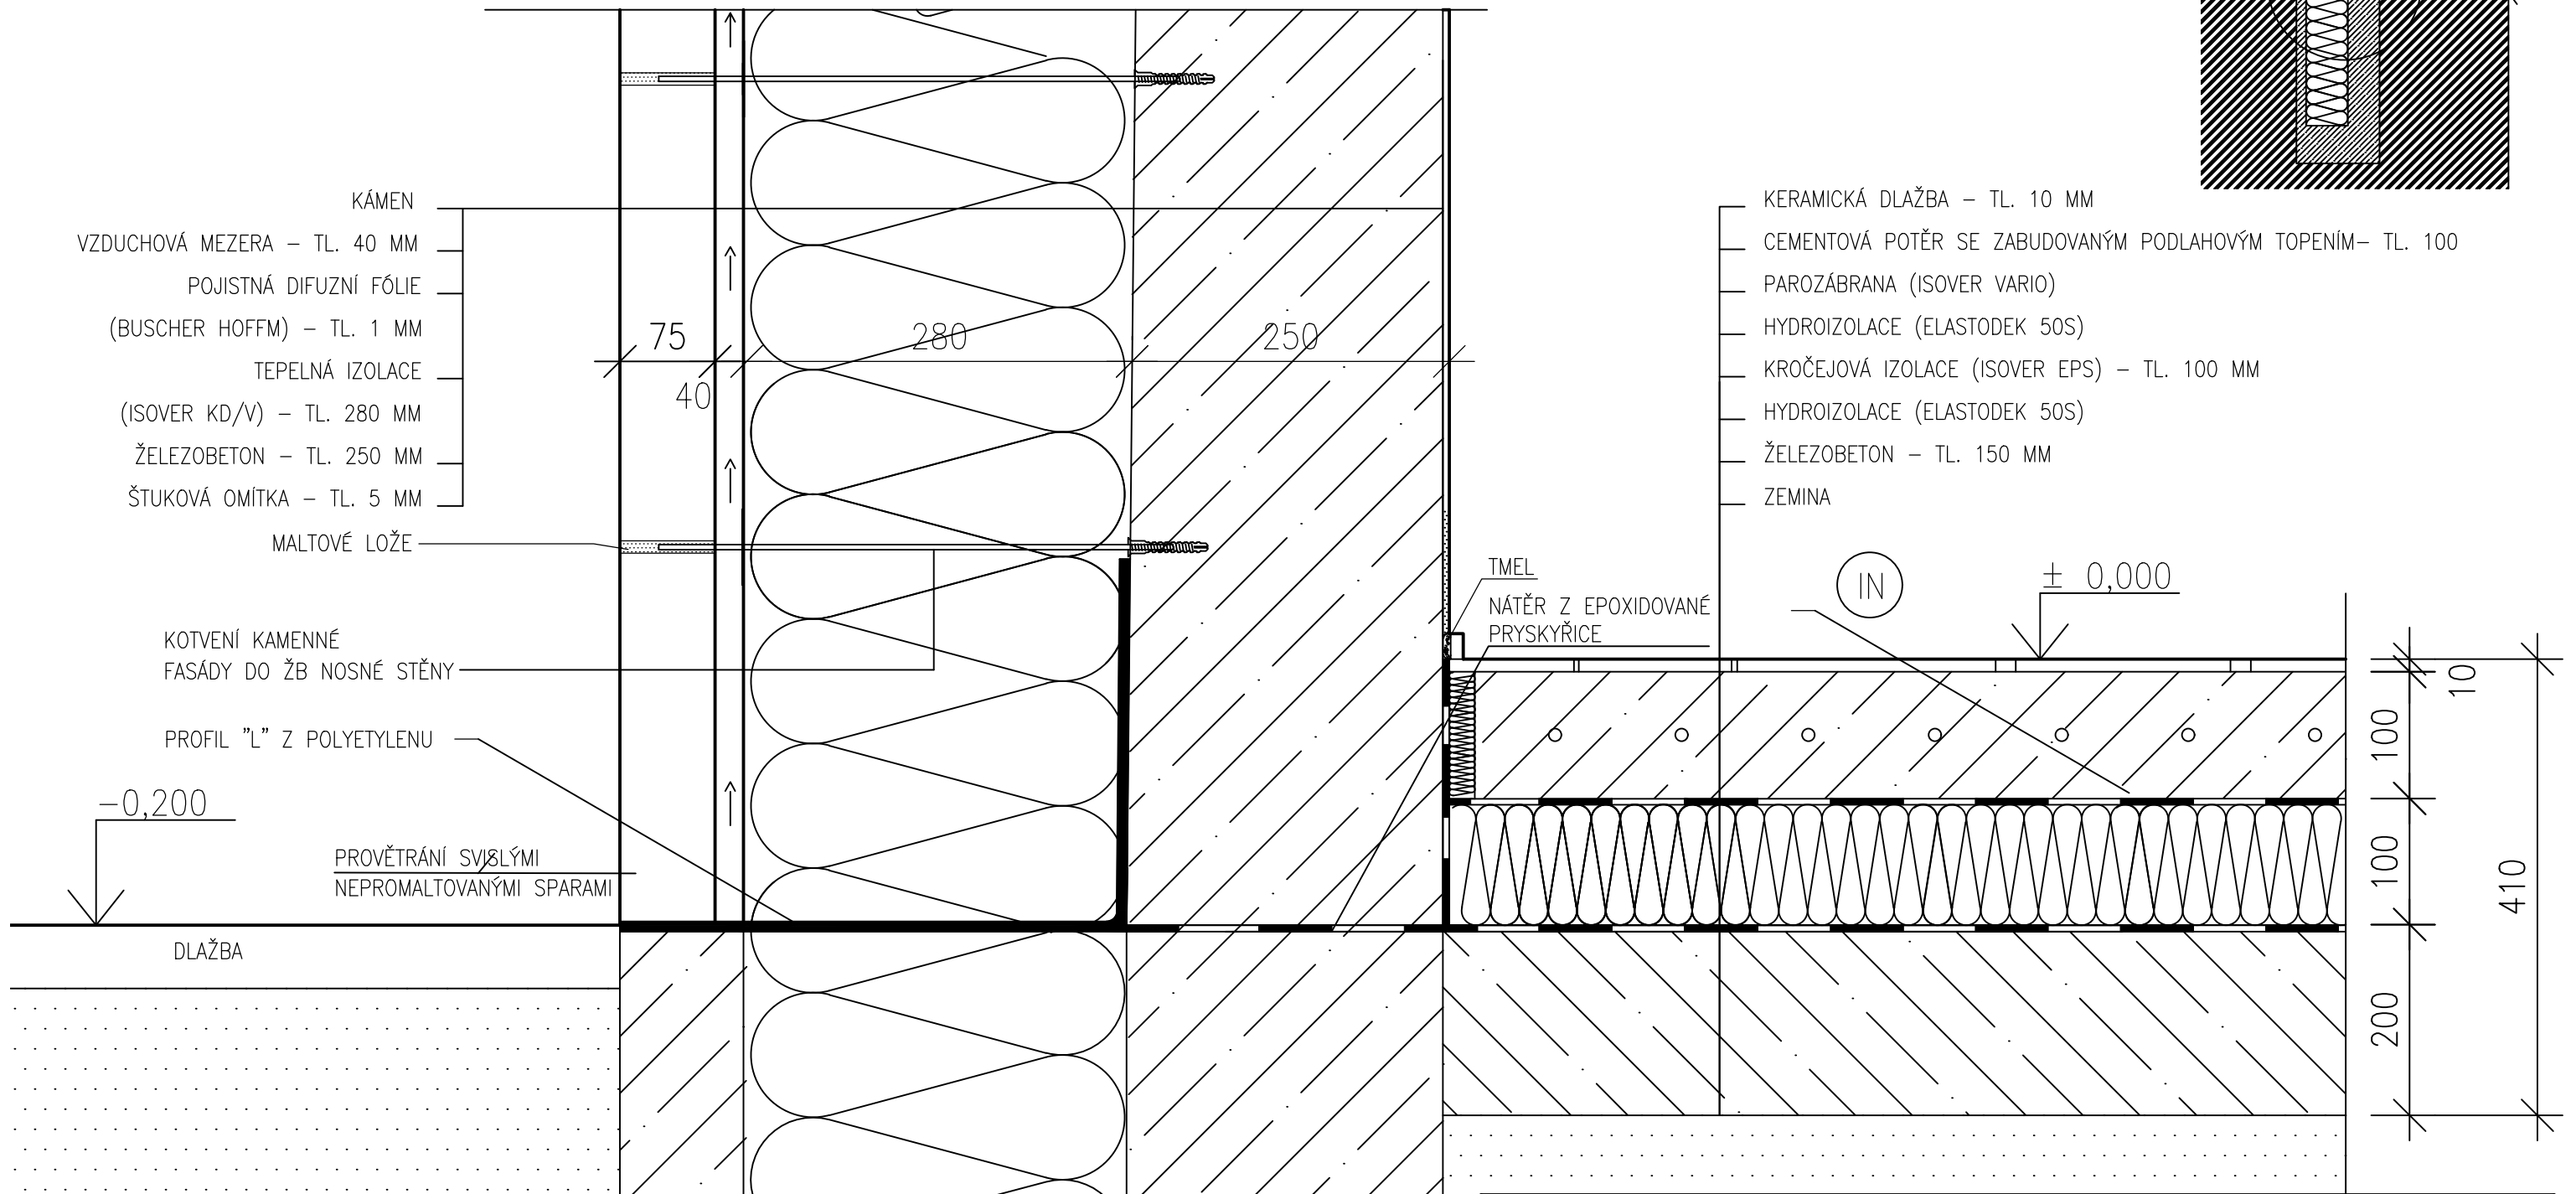 KÁMEN
VZDUCHOVÁ MEZERA – TL. 40 MM
POJISTNÁ DIFUZNÍ FÓLIE
(BUSCHER HOFFM) – TL. 1 MM
TEPELNÁ IZOLACE
(ISOVER KD/V) – TL. 280 MM
ŽELEZOBETON – TL. 250 MM
ŠTUKOVÁ OMÍTKA – TL. 5 MM
MALTOVÉ LOŽE
KOTVENÍ KAMENNÉ
FASÁDY DO ŽB NOSNÉ STĚNY
PROFIL "L" Z POLYETYLENU
–0,200
PROVĚTRÁNÍ SVISLÝMI
NEPROMALTOVANÝMI SPARAMI
DLAŽBA
75
40
280
250
KERAMICKÁ DLAŽBA – TL. 10 MM
CEMENTOVÁ POTĚR SE ZABUDOVANÝM PODLAHOVÝM TOPENÍM– TL. 100
PAROZÁBRANA (ISOVER VARIO)
HYDROIZOLACE (ELASTODEK 50S)
KROČEJOVÁ IZOLACE (ISOVER EPS) – TL. 100 MM
HYDROIZOLACE (ELASTODEK 50S)
ŽELEZOBETON – TL. 150 MM
ZEMINA
TMEL
NÁTĚR Z EPOXIDOVANÉ
PRYSKYŘICE
IN
± 0,000
10
100
100
200
410